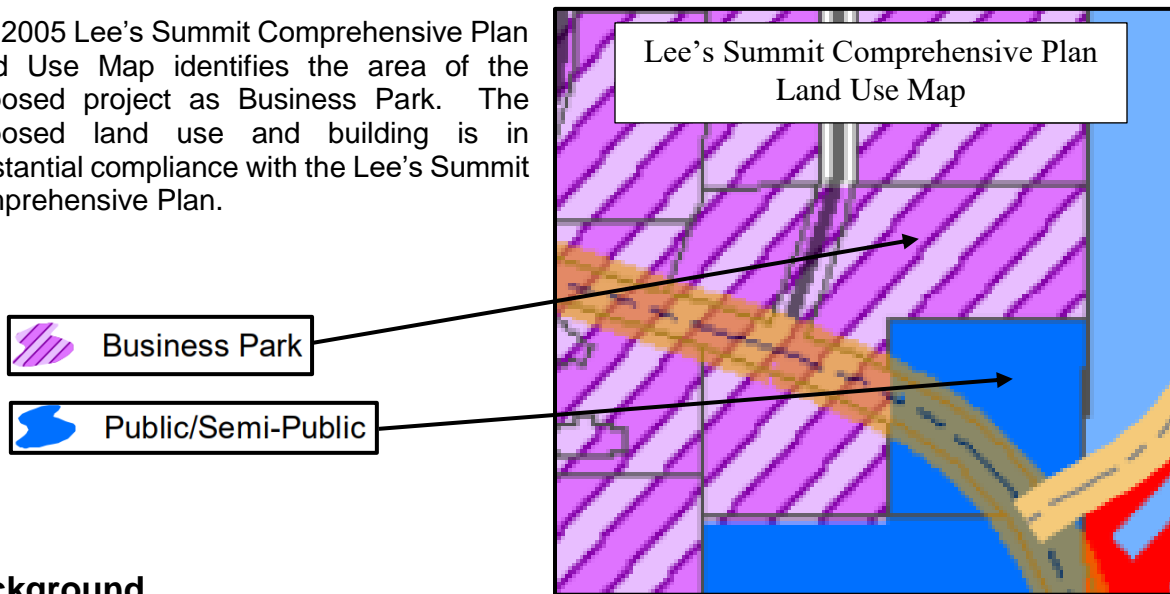 2005 Lee's Summit Comprehensive Plan
d Use Map identifies the area of the
posed project as Business Park. The
posed land use and building is in
stantial compliance with the Lee's Summit
mprehensive Plan.
Lee's Summit Comprehensive Plan
Land Use Map
Business Park
Public/Semi-Public
ckground